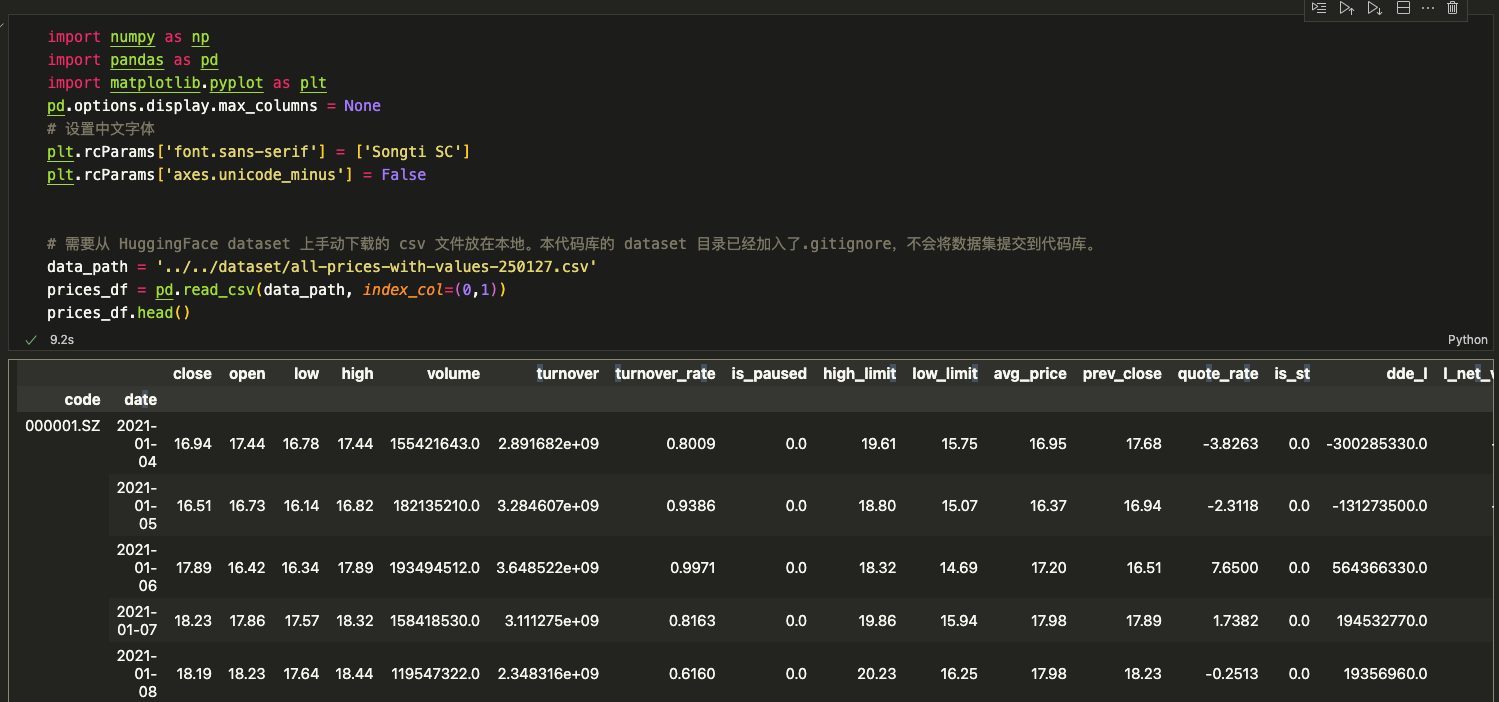 import numpy as np
import pandas as pd
import matplotlib.pyplot as plt
pd.options.display.max_columns = None
# 设置中文字体
plt.rcParams['font.sans-serif'] = ['Songti SC']
plt.rcParams['axes.unicode_minus'] = False
# 需要从 HuggingFace dataset 上手动下载的 csv 文件放在本地。本代码库的 dataset 目录已经加入了.gitignore，不会将数据集提交到代码库。
data_path = '../../dataset/all-prices-with-values-250127.csv'
prices_df = pd.read_csv(data_path, index_col=(0,1))
prices_df.head()
9.2s
Python
close open low high volume turnover turnover_rate is_paused high_limit low_limit avg_price prev_close quote_rate is_st dde_l l_net_v
code date
000001.SZ 2021-
01-
04 16.94 17.44 16.78 17.44 155421643.0 2.891682e+09 0.8009 0.0 19.61 15.75 16.95 17.68 -3.8263 0.0 -300285330.0 -
2021-
01-
05 16.51 16.73 16.14 16.82 182135210.0 3.284607e+09 0.9386 0.0 18.80 15.07 16.37 16.94 -2.3118 0.0 -131273500.0 -
2021-
01-
06 17.89 16.42 16.34 17.89 193494512.0 3.648522e+09 0.9971 0.0 18.32 14.69 17.20 16.51 7.6500 0.0 564366330.0
2021-
01-07 18.23 17.86 17.57 18.32 158418530.0 3.111275e+09 0.8163 0.0 19.86 15.94 17.98 17.89 1.7382 0.0 194532770.0
2021-
01-
08 18.19 18.23 17.64 18.44 119547322.0 2.348316e+09 0.6160 0.0 20.23 16.25 17.98 18.23 -0.2513 0.0 19356960.0